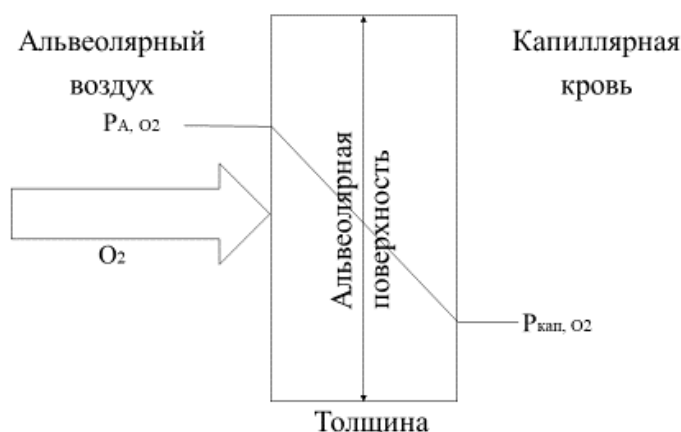 Альвеолярный
воздух
Капиллярная
кровь
PA, O2
Альвеолярная
поверхность
O2
Pкап, O2
Толщина